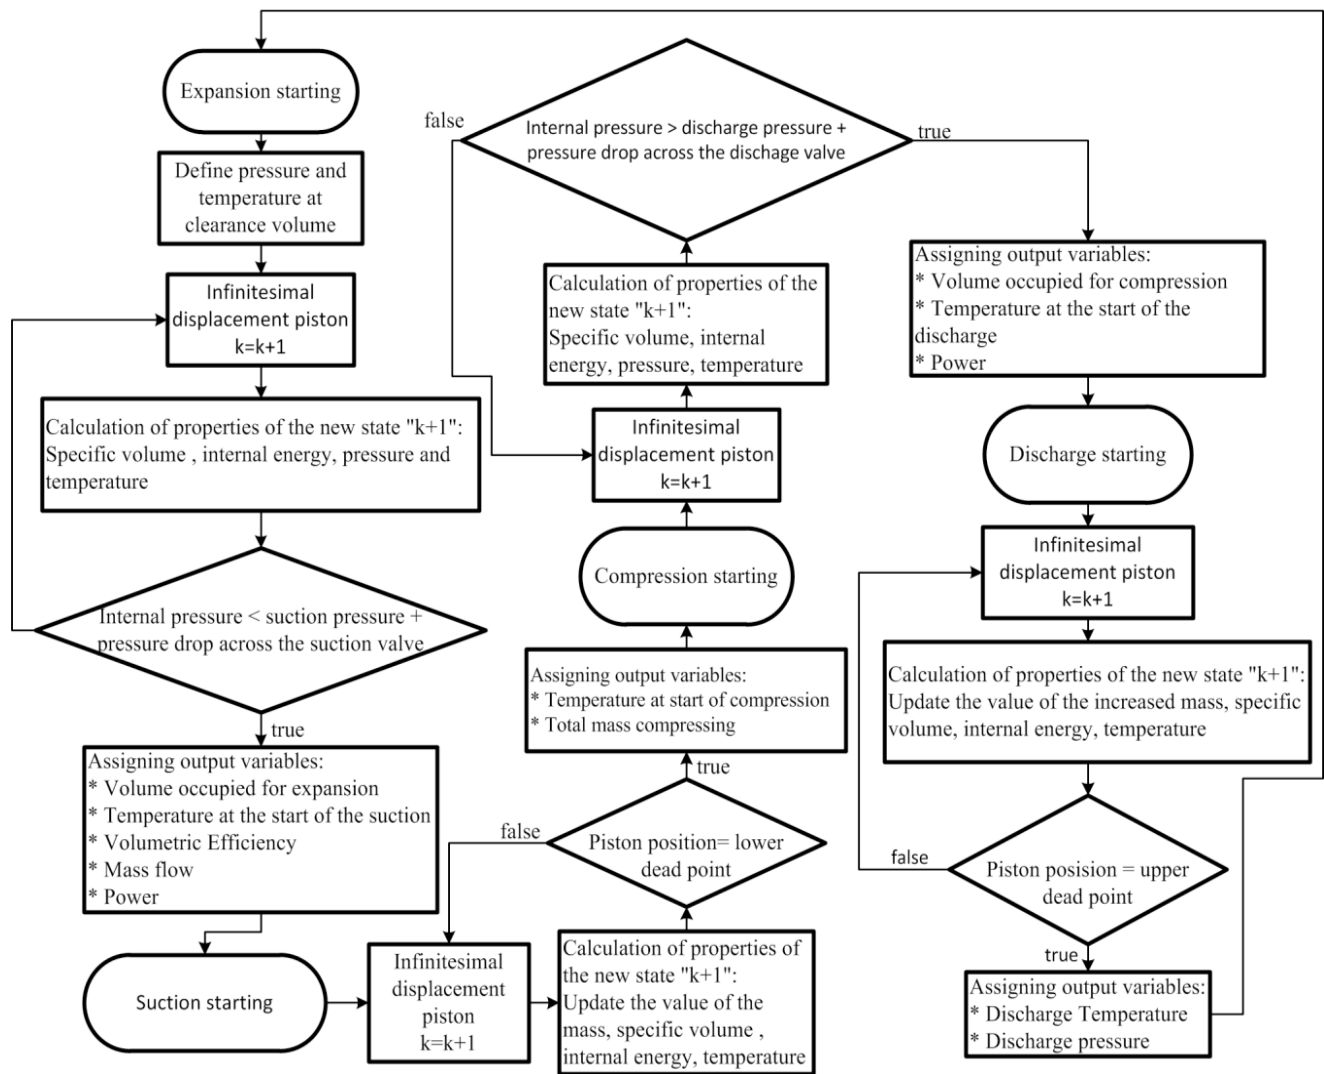 Expansion starting
Define pressure and
temperature at
clearance volume
Infinitesimal
displacement piston
k=k+1
Calculation of properties of the new state "k+1":
Specific volume , internal energy, pressure and
temperature
Internal pressure < suction pressure +
pressure drop across the suction valve
true
Assigning output variables:
* Volume occupied for expansion
* Temperature at the start of the suction
* Volumetric Efficiency
* Mass flow
* Power
Suction starting
Infinitesimal
displacement
piston
k=k+1
Calculation of properties of
the new state "k+1":
Update the value of the
mass, specific volume ,
internal energy, temperature
Piston position= lower
dead point
false
true
Assigning output variables:
* Temperature at start of compression
* Total mass compressing
Compression starting
Infinitesimal
displacement piston
k=k+1
Calculation of properties of the
new state "k+1":
Specific volume, internal
energy, pressure, temperature
Internal pressure > discharge pressure +
pressure drop across the dischage valve
false
true
Assigning output variables:
* Volume occupied for compression
* Temperature at the start of the
discharge
* Power
Discharge starting
Infinitesimal
displacement piston
k=k+1
Calculation of properties of the new state "k+1":
Update the value of the increased mass, specific
volume, internal energy, temperature
Piston posision = upper
dead point
false
true
Assigning output variables:
* Discharge Temperature
* Discharge pressure